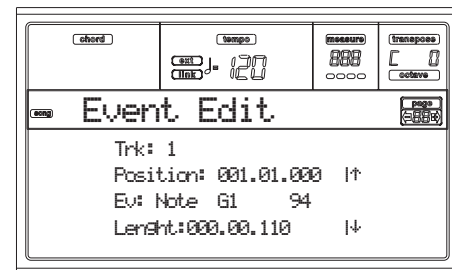 chord tempo measure transpose
ext link ♩= 120 888 C 0
octave
song Event Edit page 88
Trk: 1
Position: 001.01.000 |↑
Ev: Note G1 94
Lenght:000.00.110 |↓